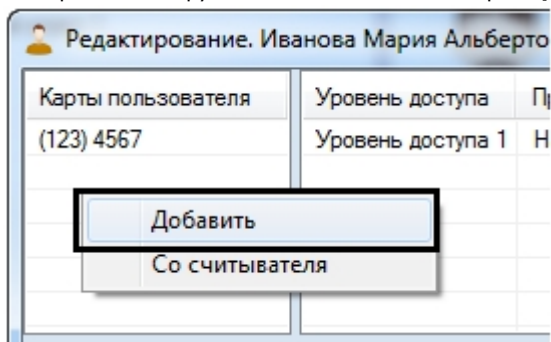 Редактирование. Иванова Мария Альберто
Карты пользователя Уровень доступа
(123) 4567 Уровень доступа 1 Н
Добавить
Со считывателя